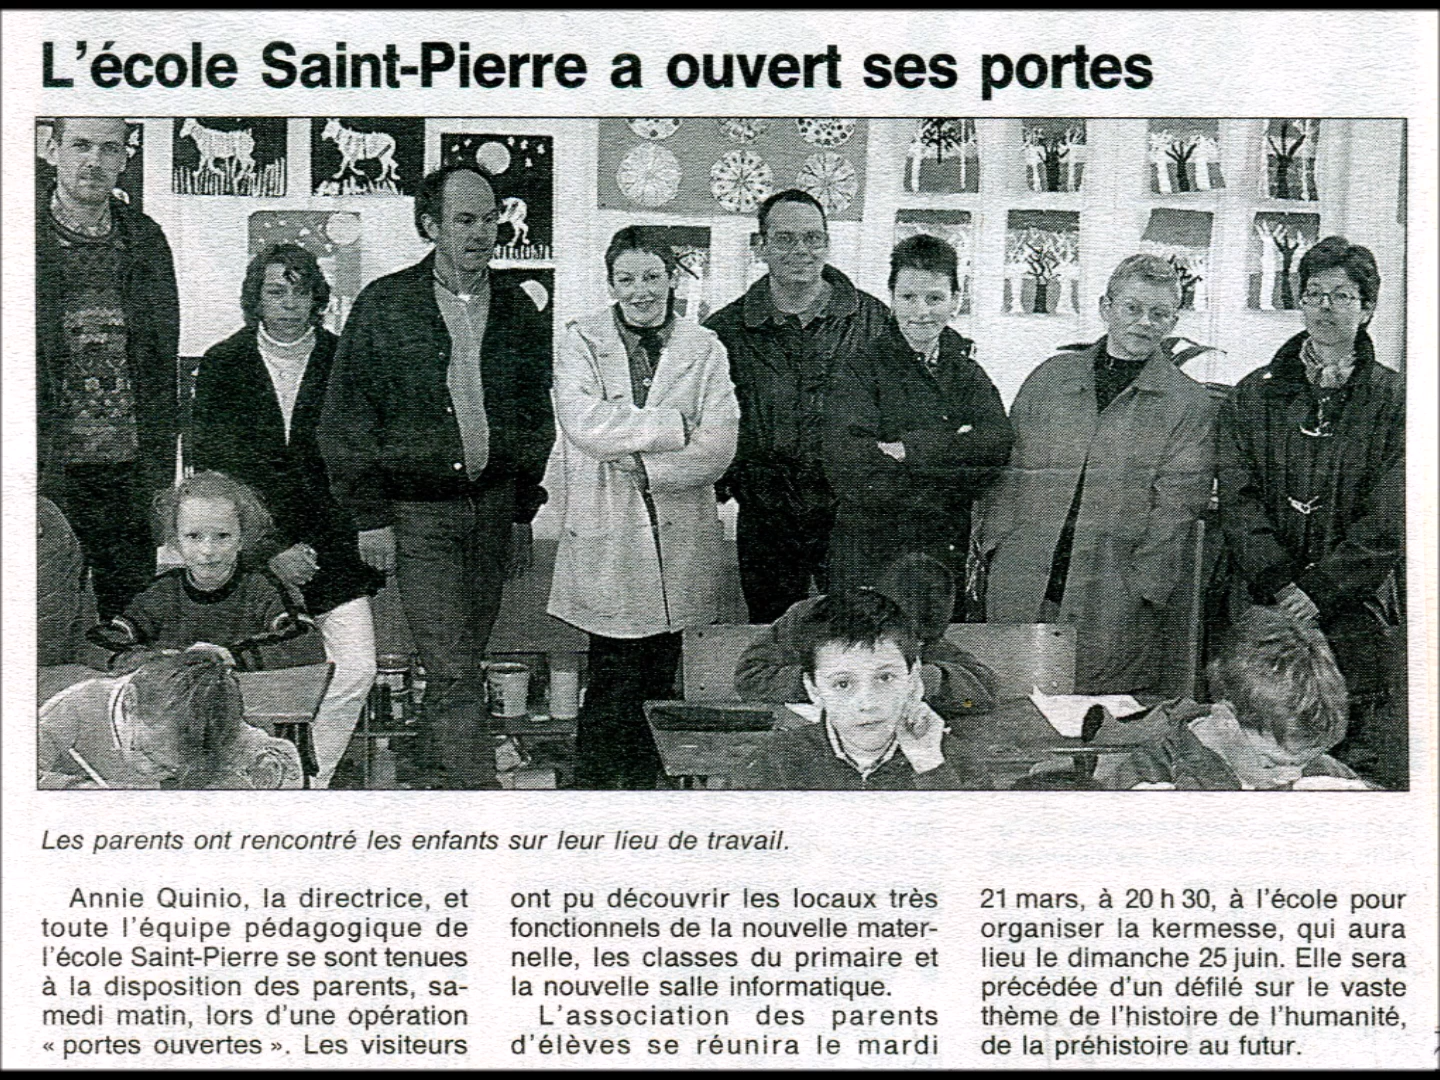 L'école Saint-Pierre a ouvert ses portes
Les parents ont rencontré les enfants sur leur lieu de travail.
Annie Quinio, la directrice, et
toute l'équipe pédagogique de
l'école Saint-Pierre se sont tenues
à la disposition des parents, sa-
medi matin, lors d'une opération
« portes ouvertes ». Les visiteurs
ont pu découvrir les locaux très
fonctionnels de la nouvelle mater-
nelle, les classes du primaire et
la nouvelle salle informatique.
L'association des parents
d'élèves se réunira le mardi
21 mars, à 20 h 30, à l'école pour
organiser la kermesse, qui aura
lieu le dimanche 25 juin. Elle sera
précédée d'un défilé sur le vaste
thème de l'histoire de l'humanité,
de la préhistoire au futur.